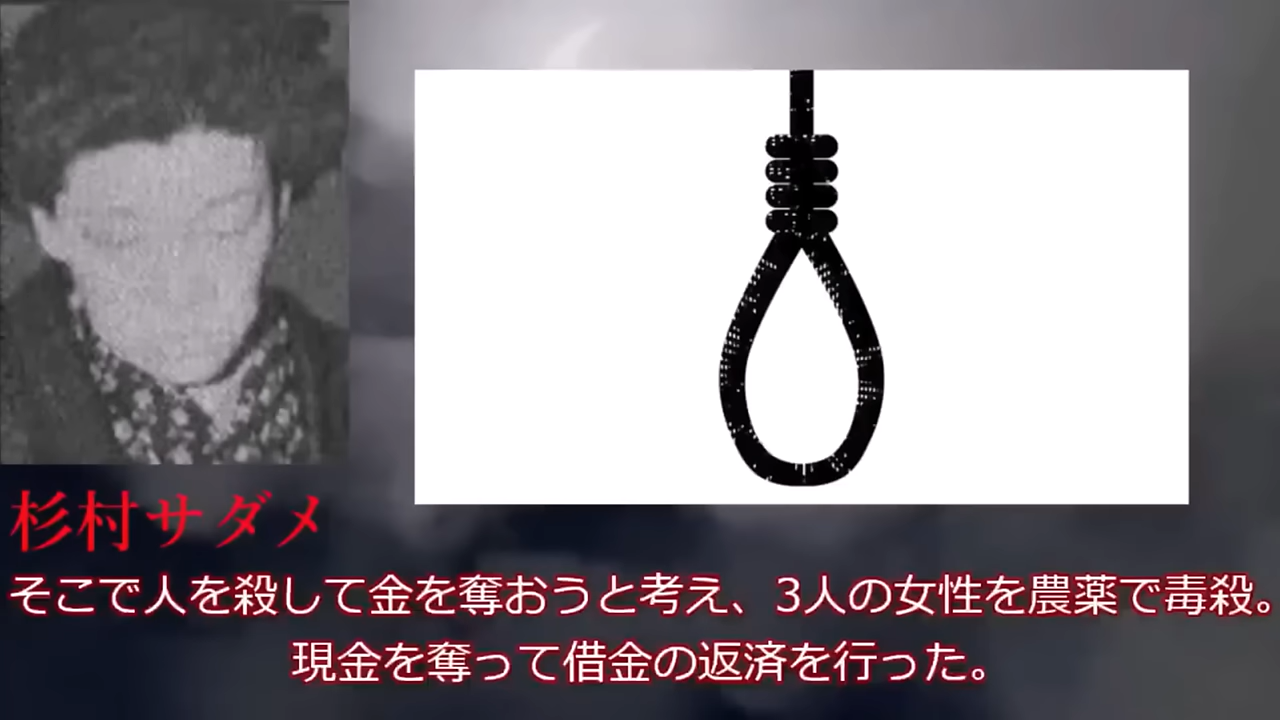 杉村サダメ
そこで人を殺して金を奪おうと考え、3人の女性を農薬で毒殺。
現金を奪って借金の返済を行った。